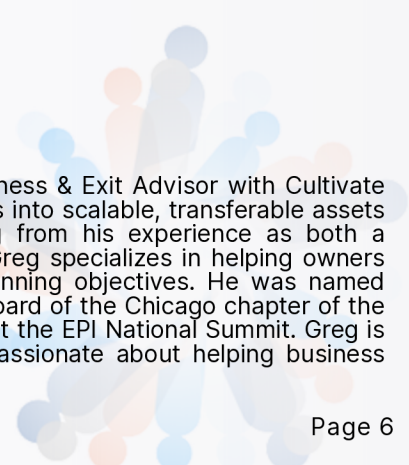 ness & Exit Advisor with Cultivate
s into scalable, transferable assets
from his experience as both a
Greg specializes in helping owners
nning objectives. He was named
oard of the Chicago chapter of the
t the EPI National Summit. Greg is
assionate about helping business
Page 6